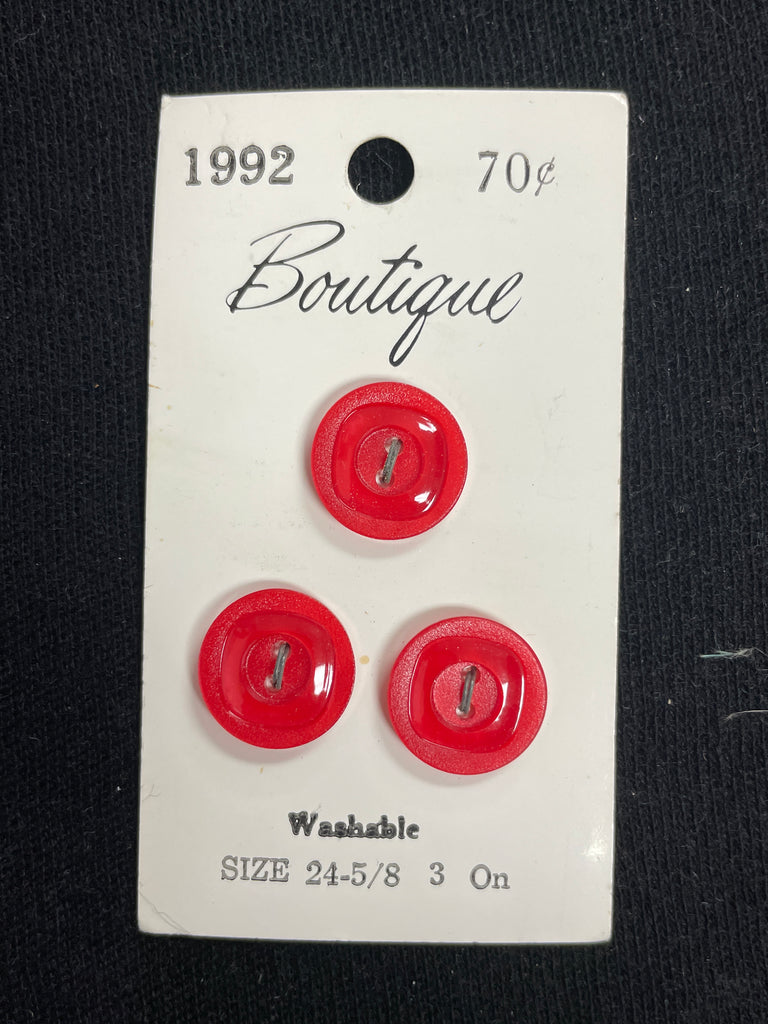 1992 70¢
Boutique
Washable
SIZE 24-5/8 3 On